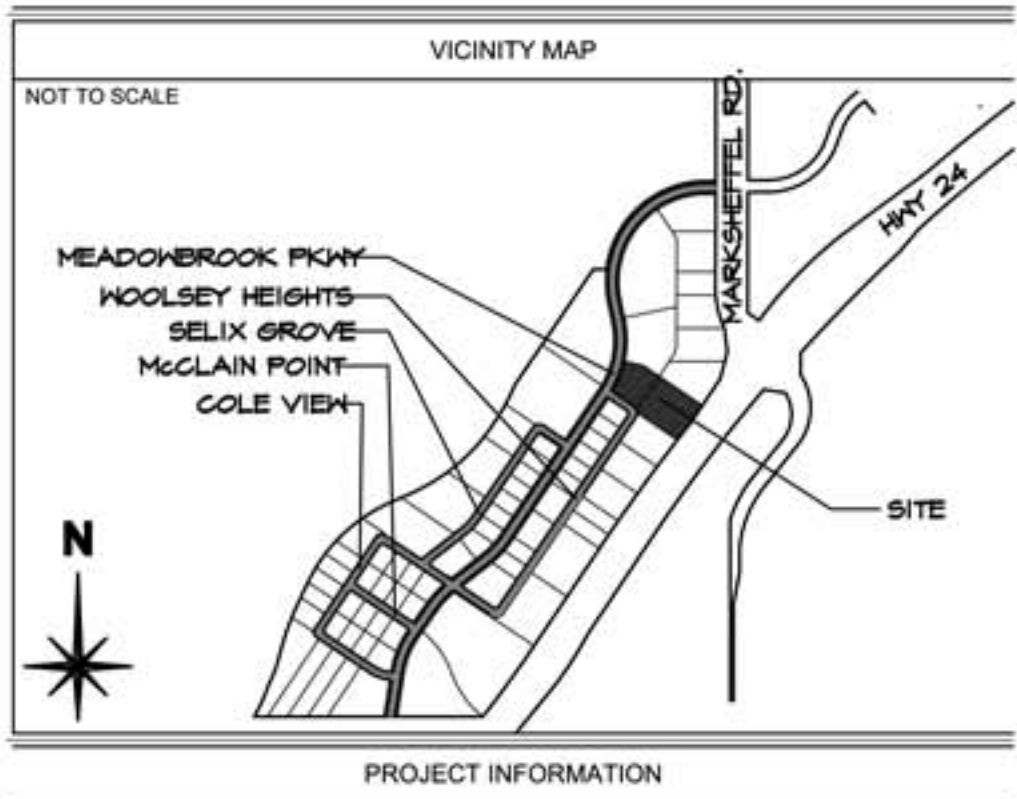 VICINITY MAP
NOT TO SCALE
MARKSHEFFEL RD.
HWY 24
MEADOWBROOK PKWY
WOOLSEY HEIGHTS
SELIX GROVE
McCLAIN POINT
COLE VIEW
SITE
N
PROJECT INFORMATION